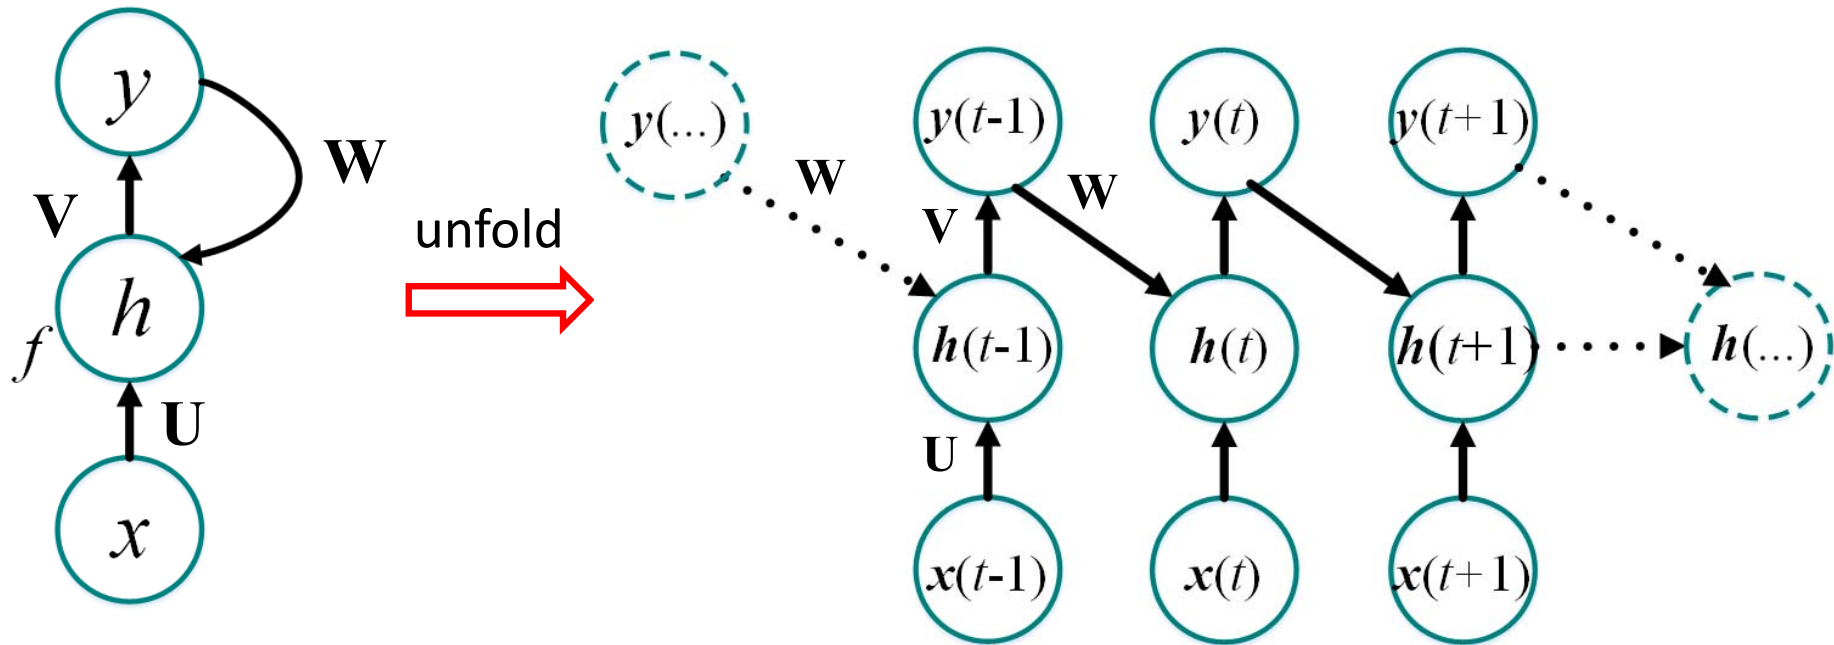 y
W
V
unfold
h
f
U
x
y(...)
y(t-1)
y(t)
y(t+1)
W
W
V
h(t-1)
h(t)
h(t+1)
h(...)
U
x(t-1)
x(t)
x(t+1)